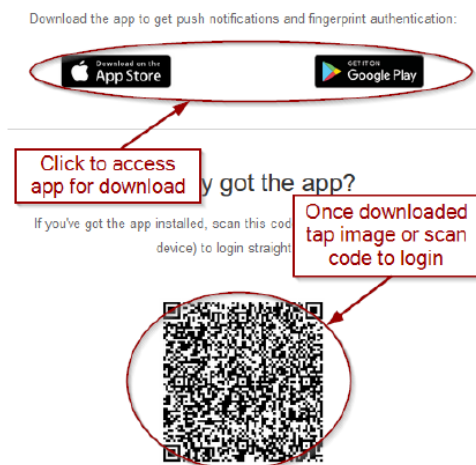 Download the app to get push notifications and fingerprint authentication:
Download on the
App Store
GET IT ON
Google Play
Click to access
app for download
y got the app?
If you've got the app installed, scan this cod
device) to login straight
Once downloaded
tap image or scan
code to login